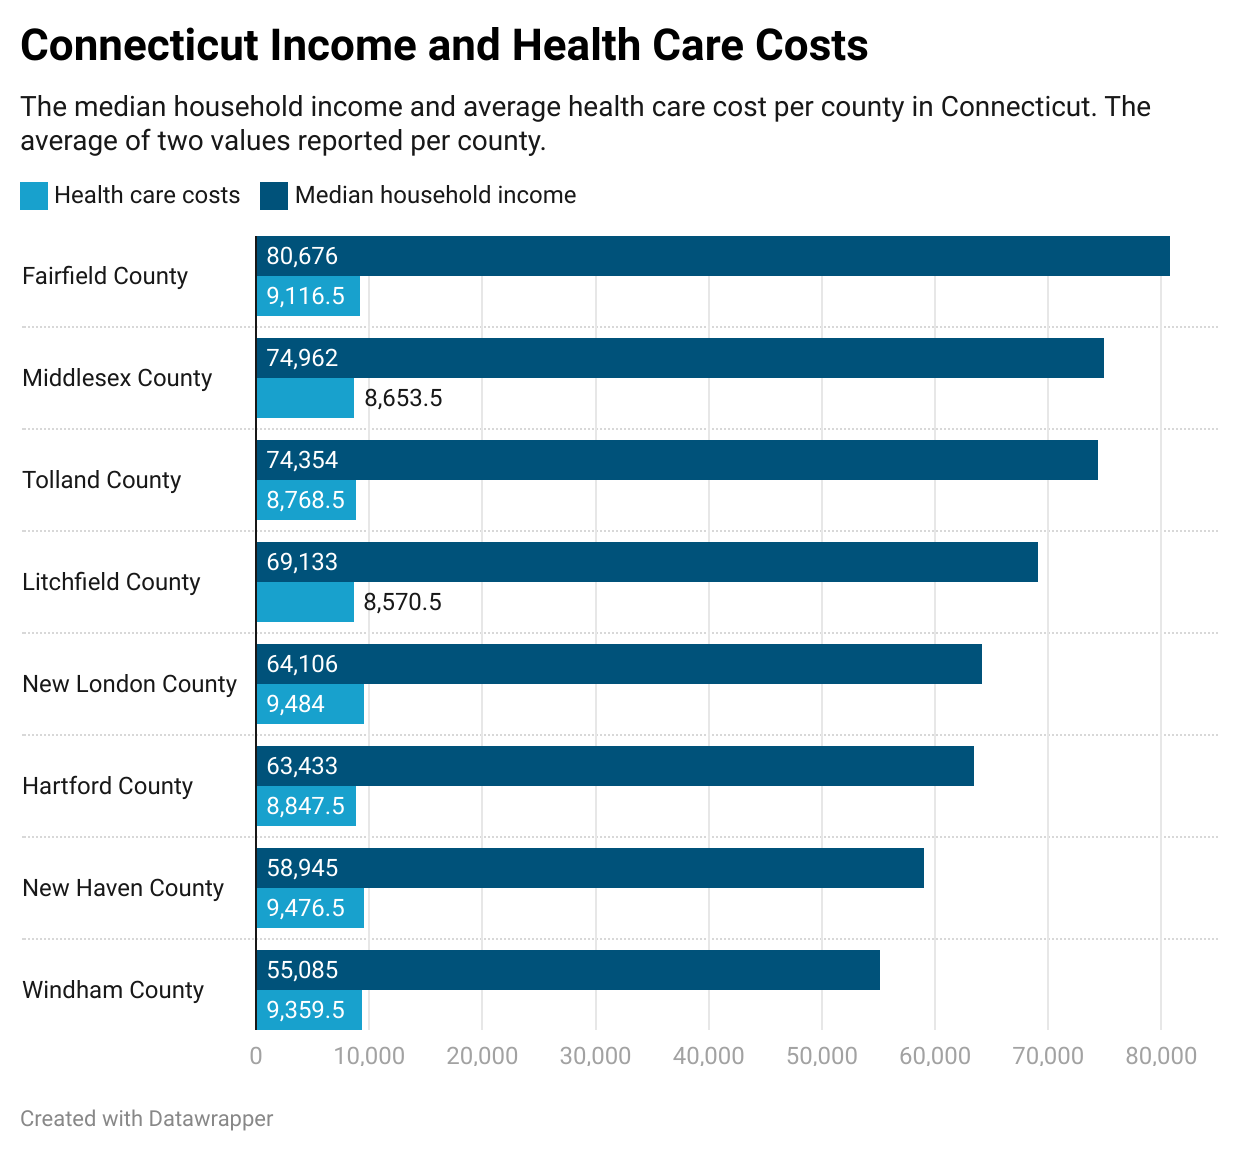 Connecticut Income and Health Care Costs
The median household income and average health care cost per county in Connecticut. The
average of two values reported per county.
Health care costs Median household income
Fairfield County
80,676
9,116.5
Middlesex County
74,962
8,653.5
Tolland County
74,354
8,768.5
Litchfield County
69,133
8,570.5
New London County
64,106
9,484
Hartford County
63,433
8,847.5
New Haven County
58,945
9,476.5
Windham County
55,085
9,359.5
0 10,000 20,000 30,000 40,000 50,000 60,000 70,000 80,000
Created with Datawrapper